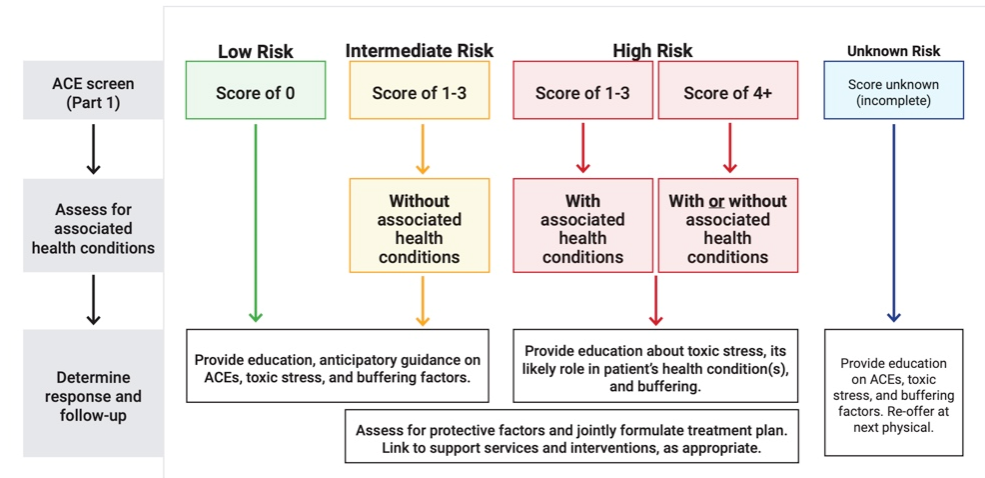 Low Risk
Intermediate Risk
High Risk
Unknown Risk
ACE screen
(Part 1)
Score of 0
Score of 1-3
Score of 1-3
Score of 4+
Score unknown
(incomplete)
Assess for
associated
health conditions
Without
associated
health
conditions
With
associated
health
conditions
With or without
associated
health
conditions
Determine
response and
follow-up
Provide education, anticipatory guidance on
ACEs, toxic stress, and buffering factors.
Provide education about toxic stress, its
likely role in patient's health condition(s),
and buffering.
Assess for protective factors and jointly formulate treatment plan.
Link to support services and interventions, as appropriate.
Provide education
on ACEs, toxic
stress, and buffering
factors. Re-offer at
next physical.